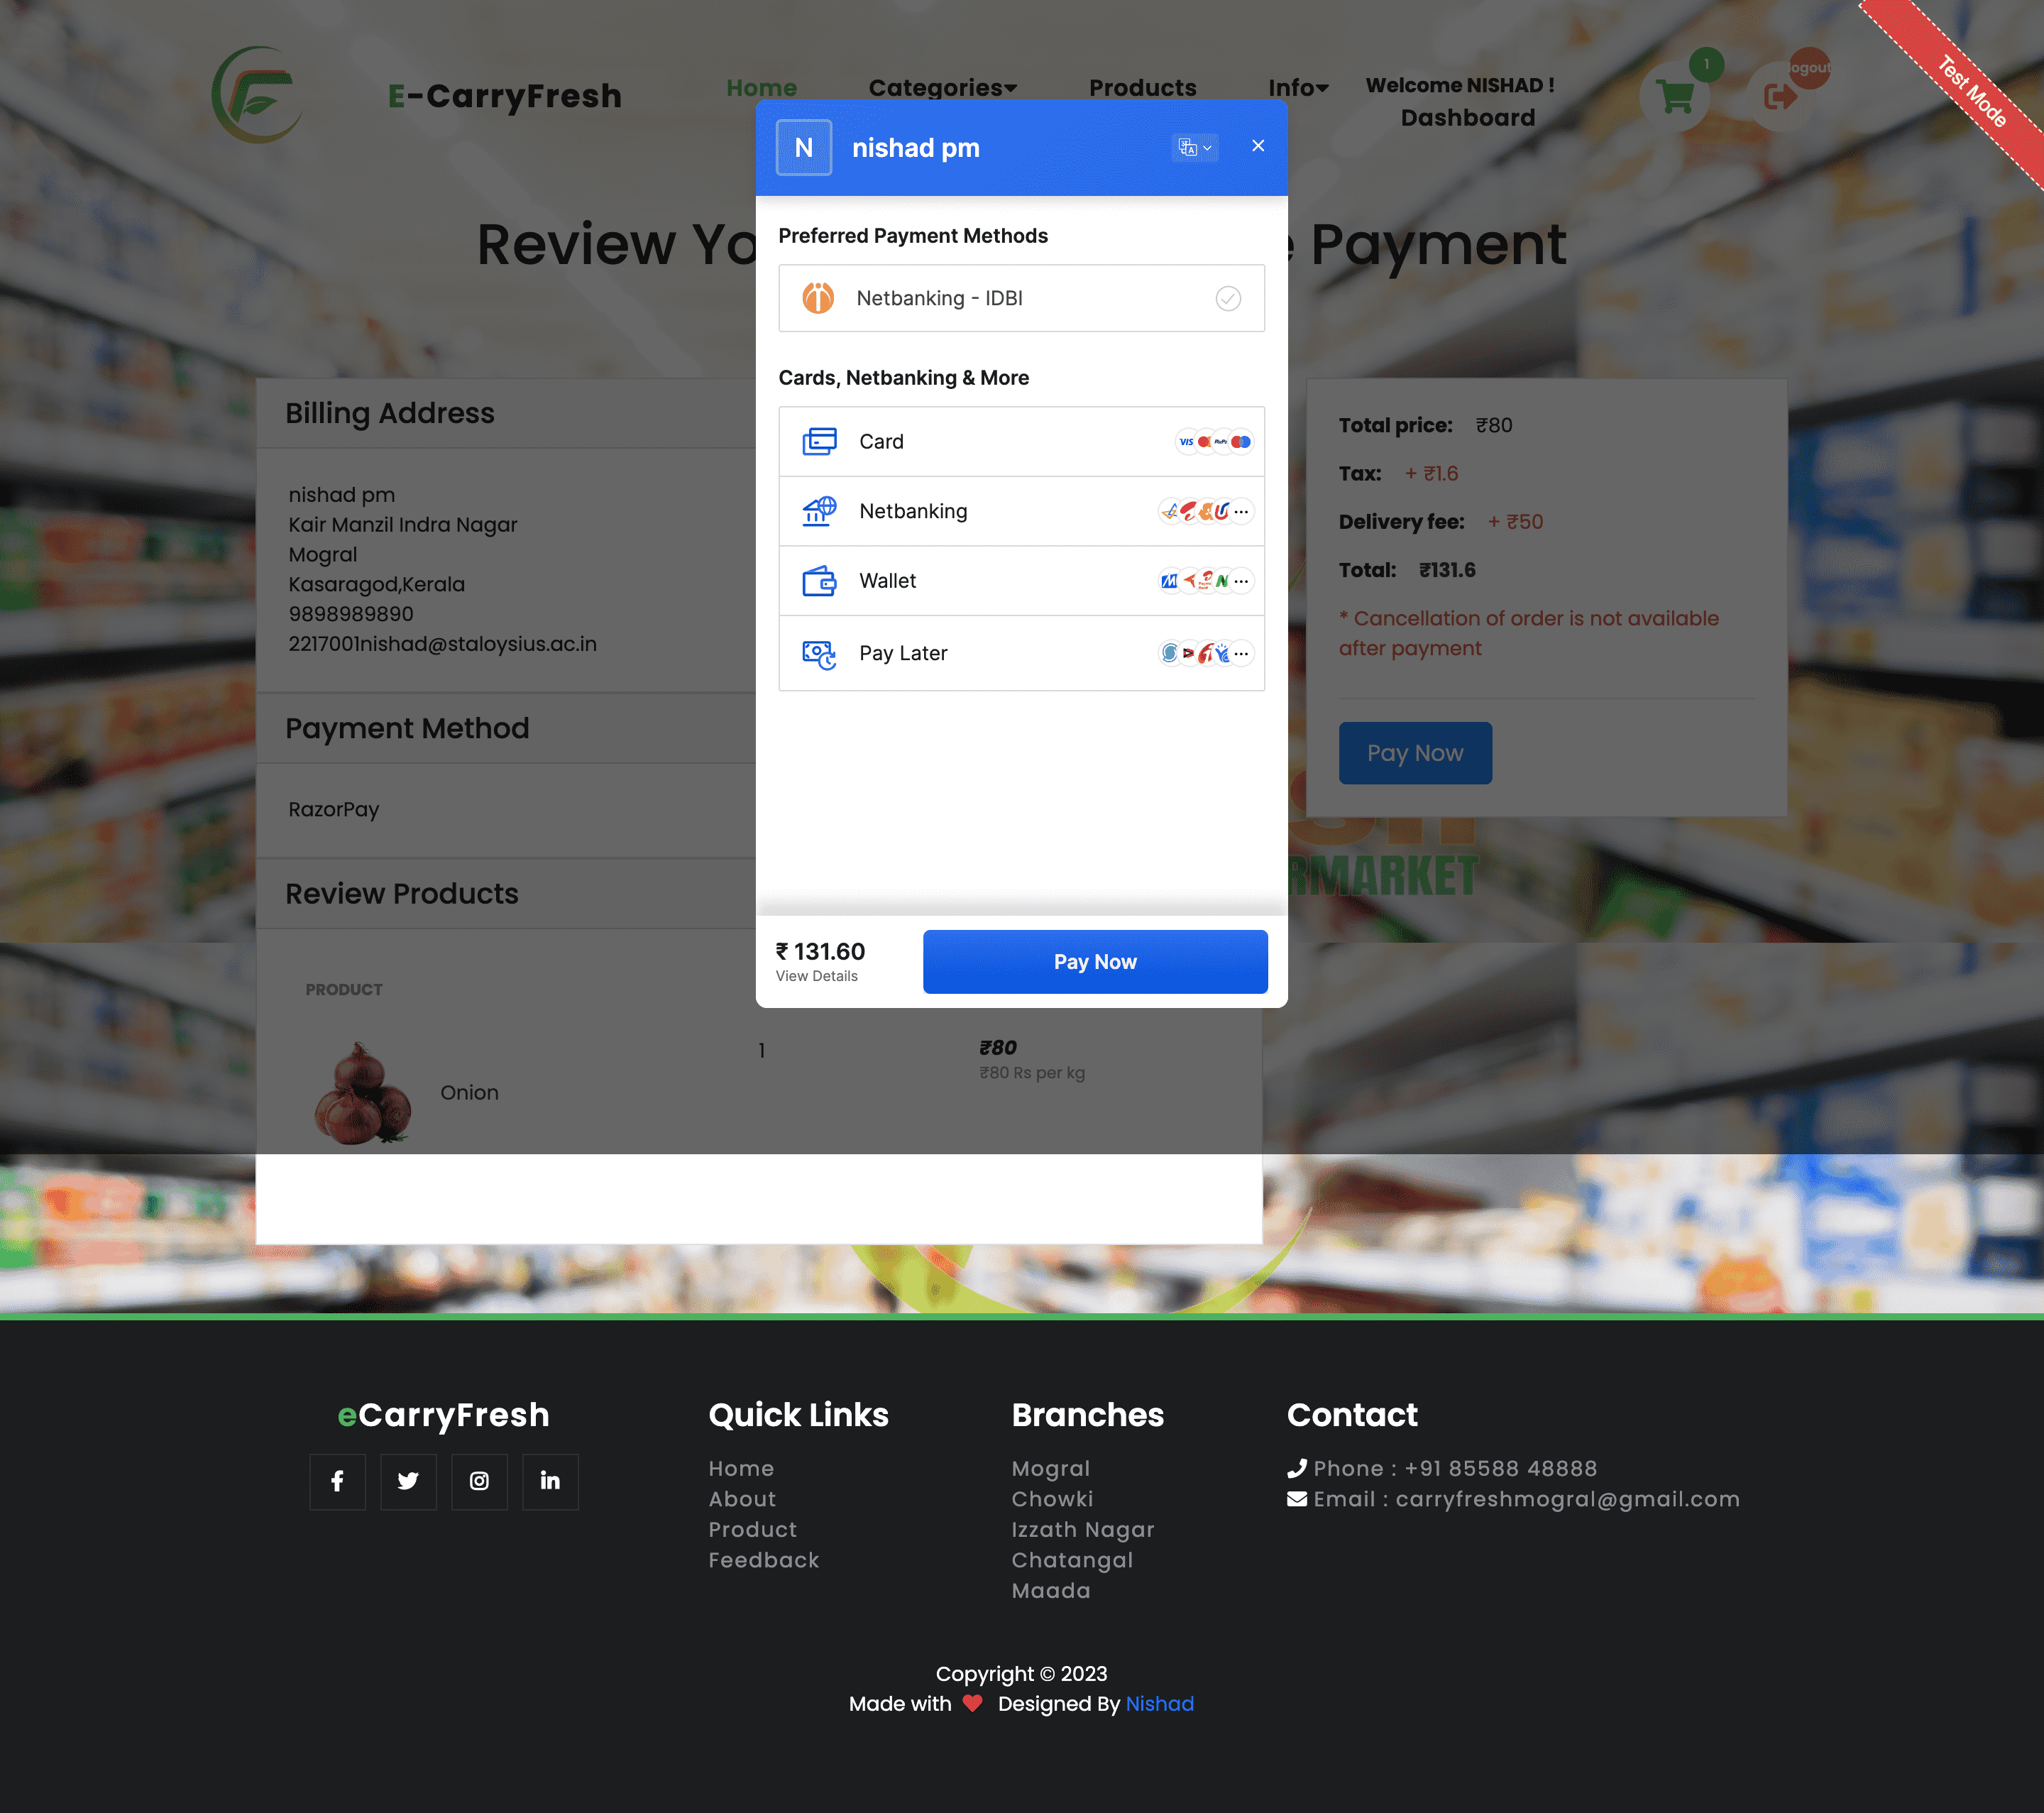 E-CarryFresh
Home
Categories
Products
Info
Welcome NISHAD !
Dashboard
1
logout
Test Mode
Review Yo
e Payment
N
nishad pm
Preferred Payment Methods
Netbanking - IDBI
Cards, Netbanking & More
Card
VIS
Netbanking
Wallet
Pay Later
₹ 131.60
View Details
Pay Now
Billing Address
nishad pm
Kair Manzil Indra Nagar
Mogral
Kasaragod,Kerala
9898989890
2217001nishad@staloysius.ac.in
Payment Method
RazorPay
Review Products
PRODUCT
Onion
1
₹80
₹80 Rs per kg
Total price: ₹80
Tax: + ₹1.6
Delivery fee: + ₹50
Total: ₹131.6
* Cancellation of order is not available
after payment
Pay Now
RMARKET
eCarryFresh
Quick Links
Home
About
Product
Feedback
Branches
Mogral
Chowki
Izzath Nagar
Chatangal
Maada
Contact
Phone : +91 85588 48888
Email : carryfreshmogral@gmail.com
Copyright © 2023
Made with Designed By Nishad